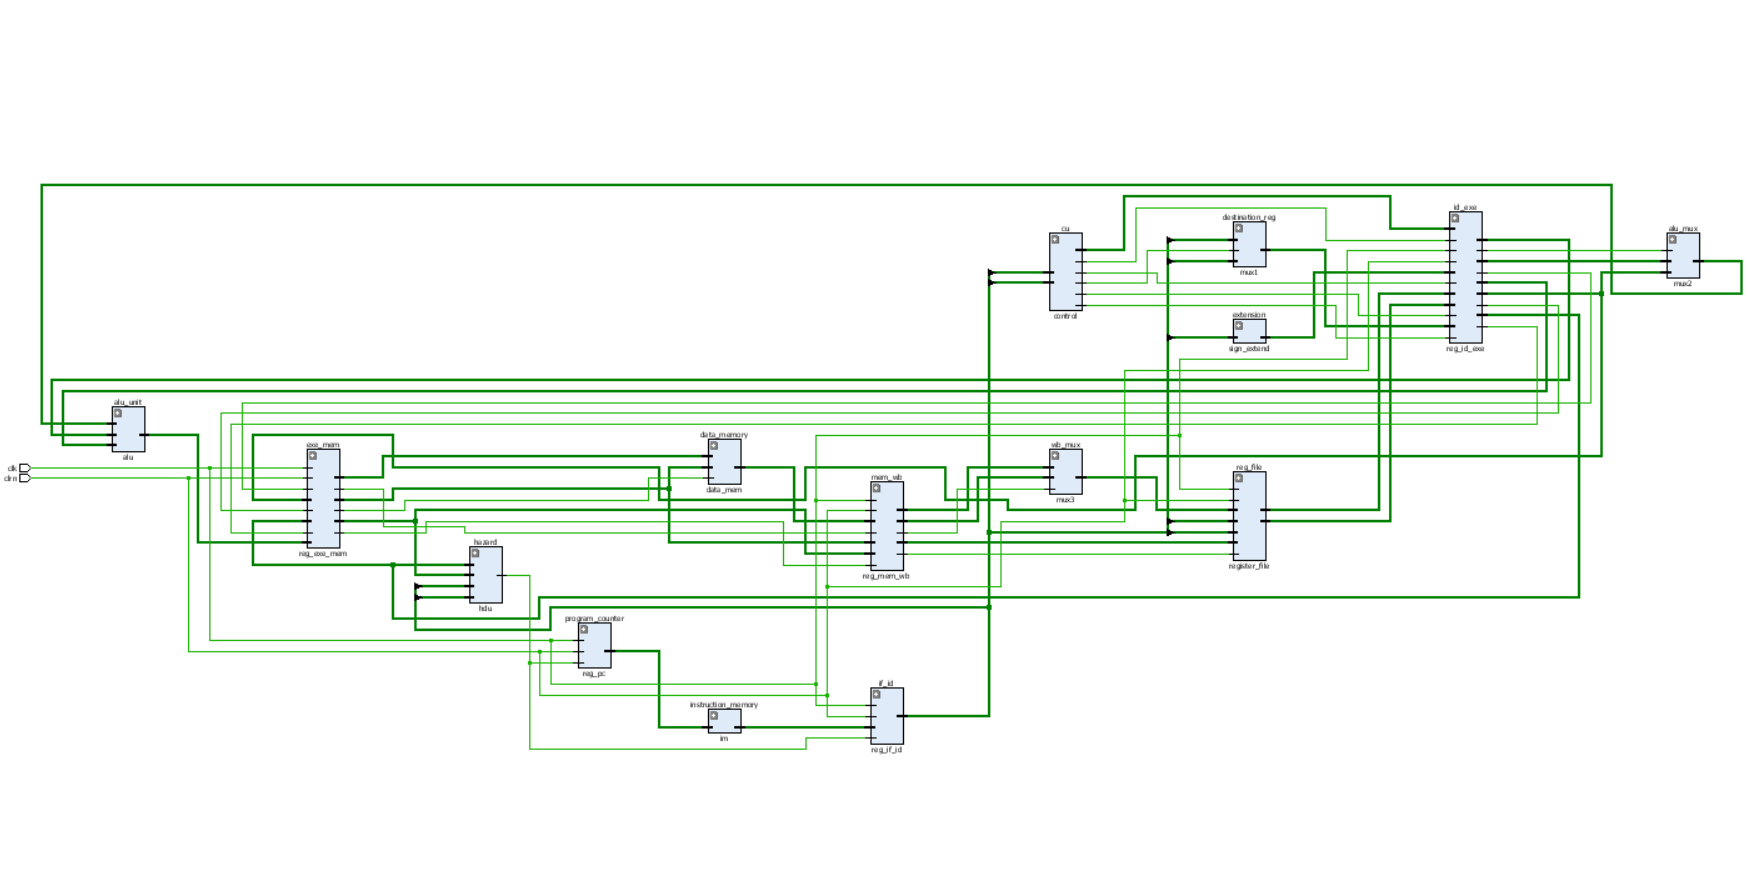 id_exe
destination_reg
cu
alu_mux
mux1
mux2
extension
control
sign_extend
reg_id_exe
alu_unit
data_memory
exe_mem
wb_mux
alu
clk
clrn
reg_file
mem_wb
data_mem
mux3
hazard
reg_exe_mem
register_file
reg_mem_wb
hdu
program_counter
reg_pc
if_id
instruction_memory
im
reg_if_id